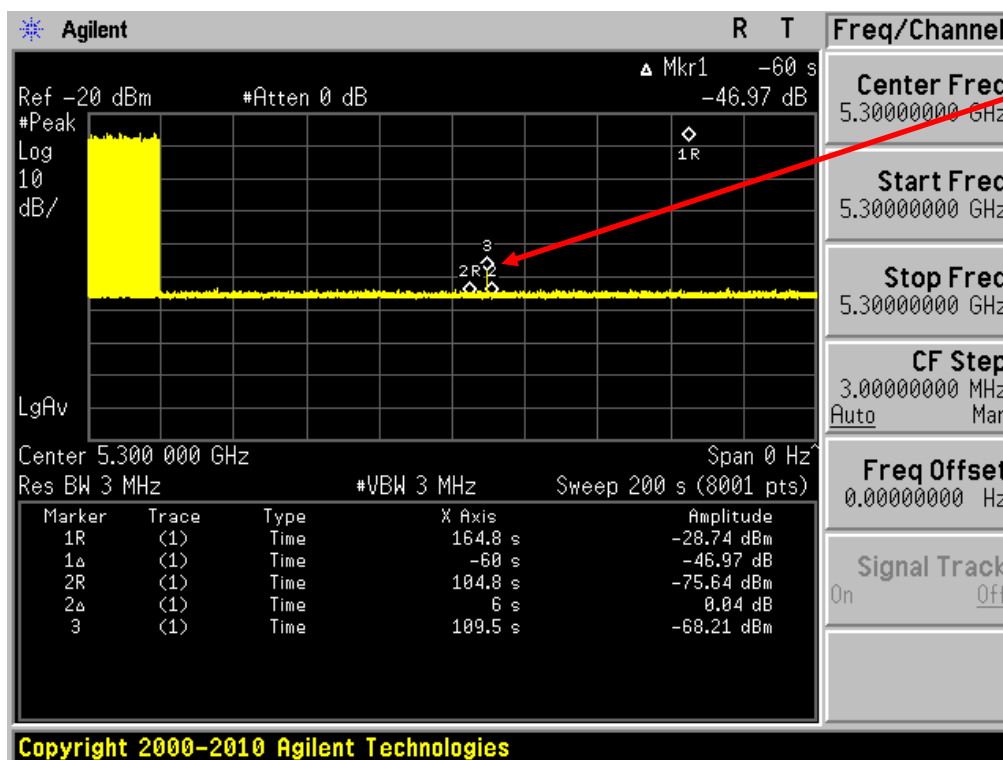 Agilent R T Freq/Channel
Δ Mkr1 −60 s
Ref −20 dBm #Atten 0 dB −46.97 dB
#Peak
Log
10
dB/
1R
3
2R 2
LgAv
Center 5.300 000 GHz Span 0 Hz^
Res BW 3 MHz #VBW 3 MHz Sweep 200 s (8001 pts)
Marker Trace Type X Axis Amplitude
1R (1) Time 164.8 s −28.74 dBm
1Δ (1) Time −60 s −46.97 dB
2R (1) Time 104.8 s −75.64 dBm
2Δ (1) Time 6 s 0.04 dB
3 (1) Time 109.5 s −68.21 dBm
Center Freq
5.30000000 GHz
Start Freq
5.30000000 GHz
Stop Freq
5.30000000 GHz
CF Step
3.00000000 MHz
Auto Man
Freq Offset
0.00000000 Hz
Signal Track
On Off
Copyright 2000–2010 Agilent Technologies